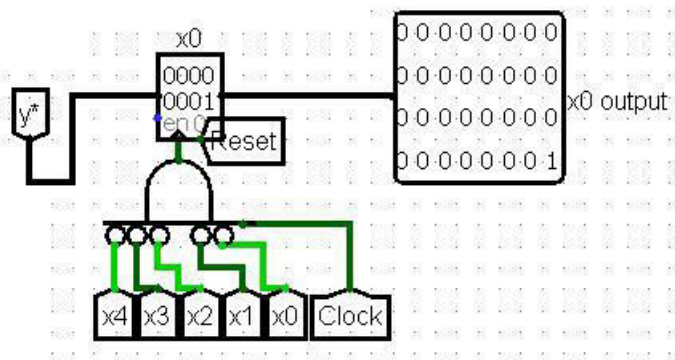 x0
0 0 0 0 0 0 0 0
0000
0 0 0 0 0 0 0 0
0001
x0 output
y*
en 0
0 0 0 0 0 0 0 0
Reset
0 0 0 0 0 0 0 1
x4 x3 x2 x1 x0 Clock